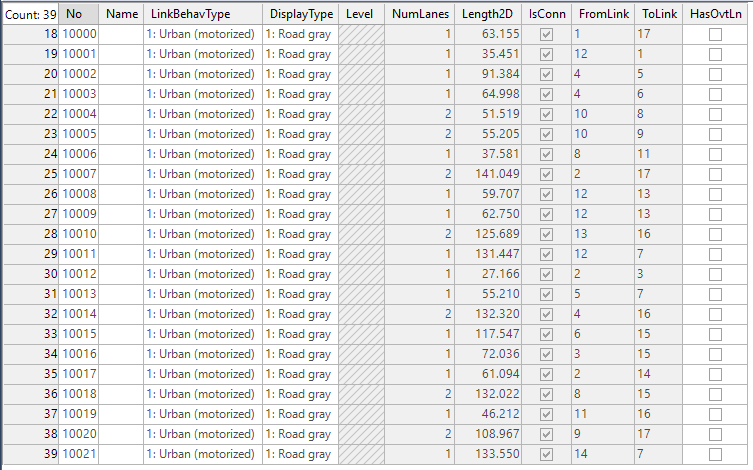 Count: 39 No Name LinkBehavType DisplayType Level NumLanes Length2D IsConn FromLink ToLink HasOvtLn
18 10000 1: Urban (motorized) 1: Road gray 1 63.155 1 17
19 10001 1: Urban (motorized) 1: Road gray 1 35.451 12 1
20 10002 1: Urban (motorized) 1: Road gray 1 91.384 4 5
21 10003 1: Urban (motorized) 1: Road gray 1 64.998 4 6
22 10004 1: Urban (motorized) 1: Road gray 2 51.519 10 8
23 10005 1: Urban (motorized) 1: Road gray 2 55.205 10 9
24 10006 1: Urban (motorized) 1: Road gray 1 37.581 8 11
25 10007 1: Urban (motorized) 1: Road gray 2 141.049 2 17
26 10008 1: Urban (motorized) 1: Road gray 1 59.707 12 13
27 10009 1: Urban (motorized) 1: Road gray 1 62.750 12 13
28 10010 1: Urban (motorized) 1: Road gray 2 125.689 13 16
29 10011 1: Urban (motorized) 1: Road gray 1 131.447 12 7
30 10012 1: Urban (motorized) 1: Road gray 1 27.166 2 3
31 10013 1: Urban (motorized) 1: Road gray 1 55.210 5 7
32 10014 1: Urban (motorized) 1: Road gray 2 132.320 4 16
33 10015 1: Urban (motorized) 1: Road gray 1 117.547 6 15
34 10016 1: Urban (motorized) 1: Road gray 1 72.036 3 15
35 10017 1: Urban (motorized) 1: Road gray 1 61.094 2 14
36 10018 1: Urban (motorized) 1: Road gray 2 132.022 8 15
37 10019 1: Urban (motorized) 1: Road gray 1 46.212 11 16
38 10020 1: Urban (motorized) 1: Road gray 2 108.967 9 17
39 10021 1: Urban (motorized) 1: Road gray 1 133.550 14 7